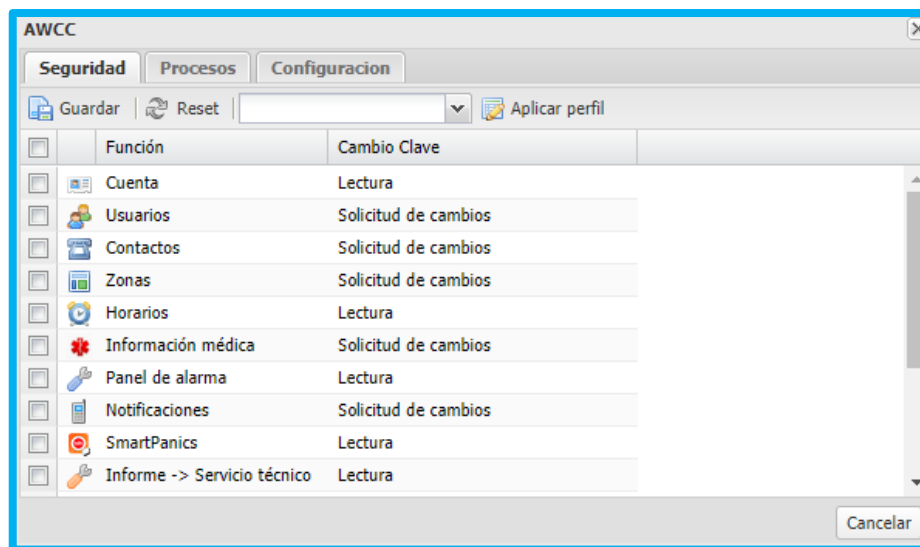 AWCC
Seguridad Procesos Configuracion
Guardar Reset Aplicar perfil
Función Cambio Clave
Cuenta Lectura
Usuarios Solicitud de cambios
Contactos Solicitud de cambios
Zonas Solicitud de cambios
Horarios Lectura
Información médica Solicitud de cambios
Panel de alarma Lectura
Notificaciones Solicitud de cambios
SmartPanics Lectura
Informe -> Servicio técnico Lectura
Cancelar